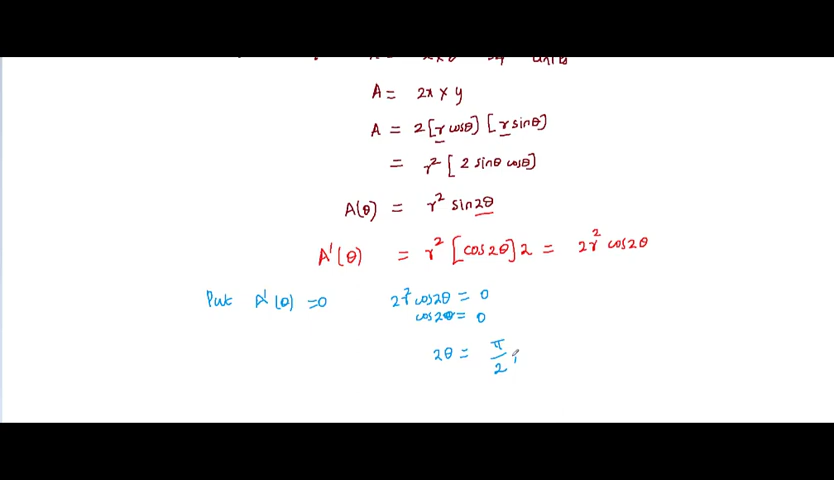 A = 2x × y
A = 2 [r cosθ] [r sinθ]
= r² [ 2 sinθ cosθ]
A(θ) = r² sin2θ
A'(θ) = r² [cos2θ] 2 = 2r² cos2θ
Put A'(θ) =0 2r² cos2θ = 0
cos2θ = 0
2θ = π/2,